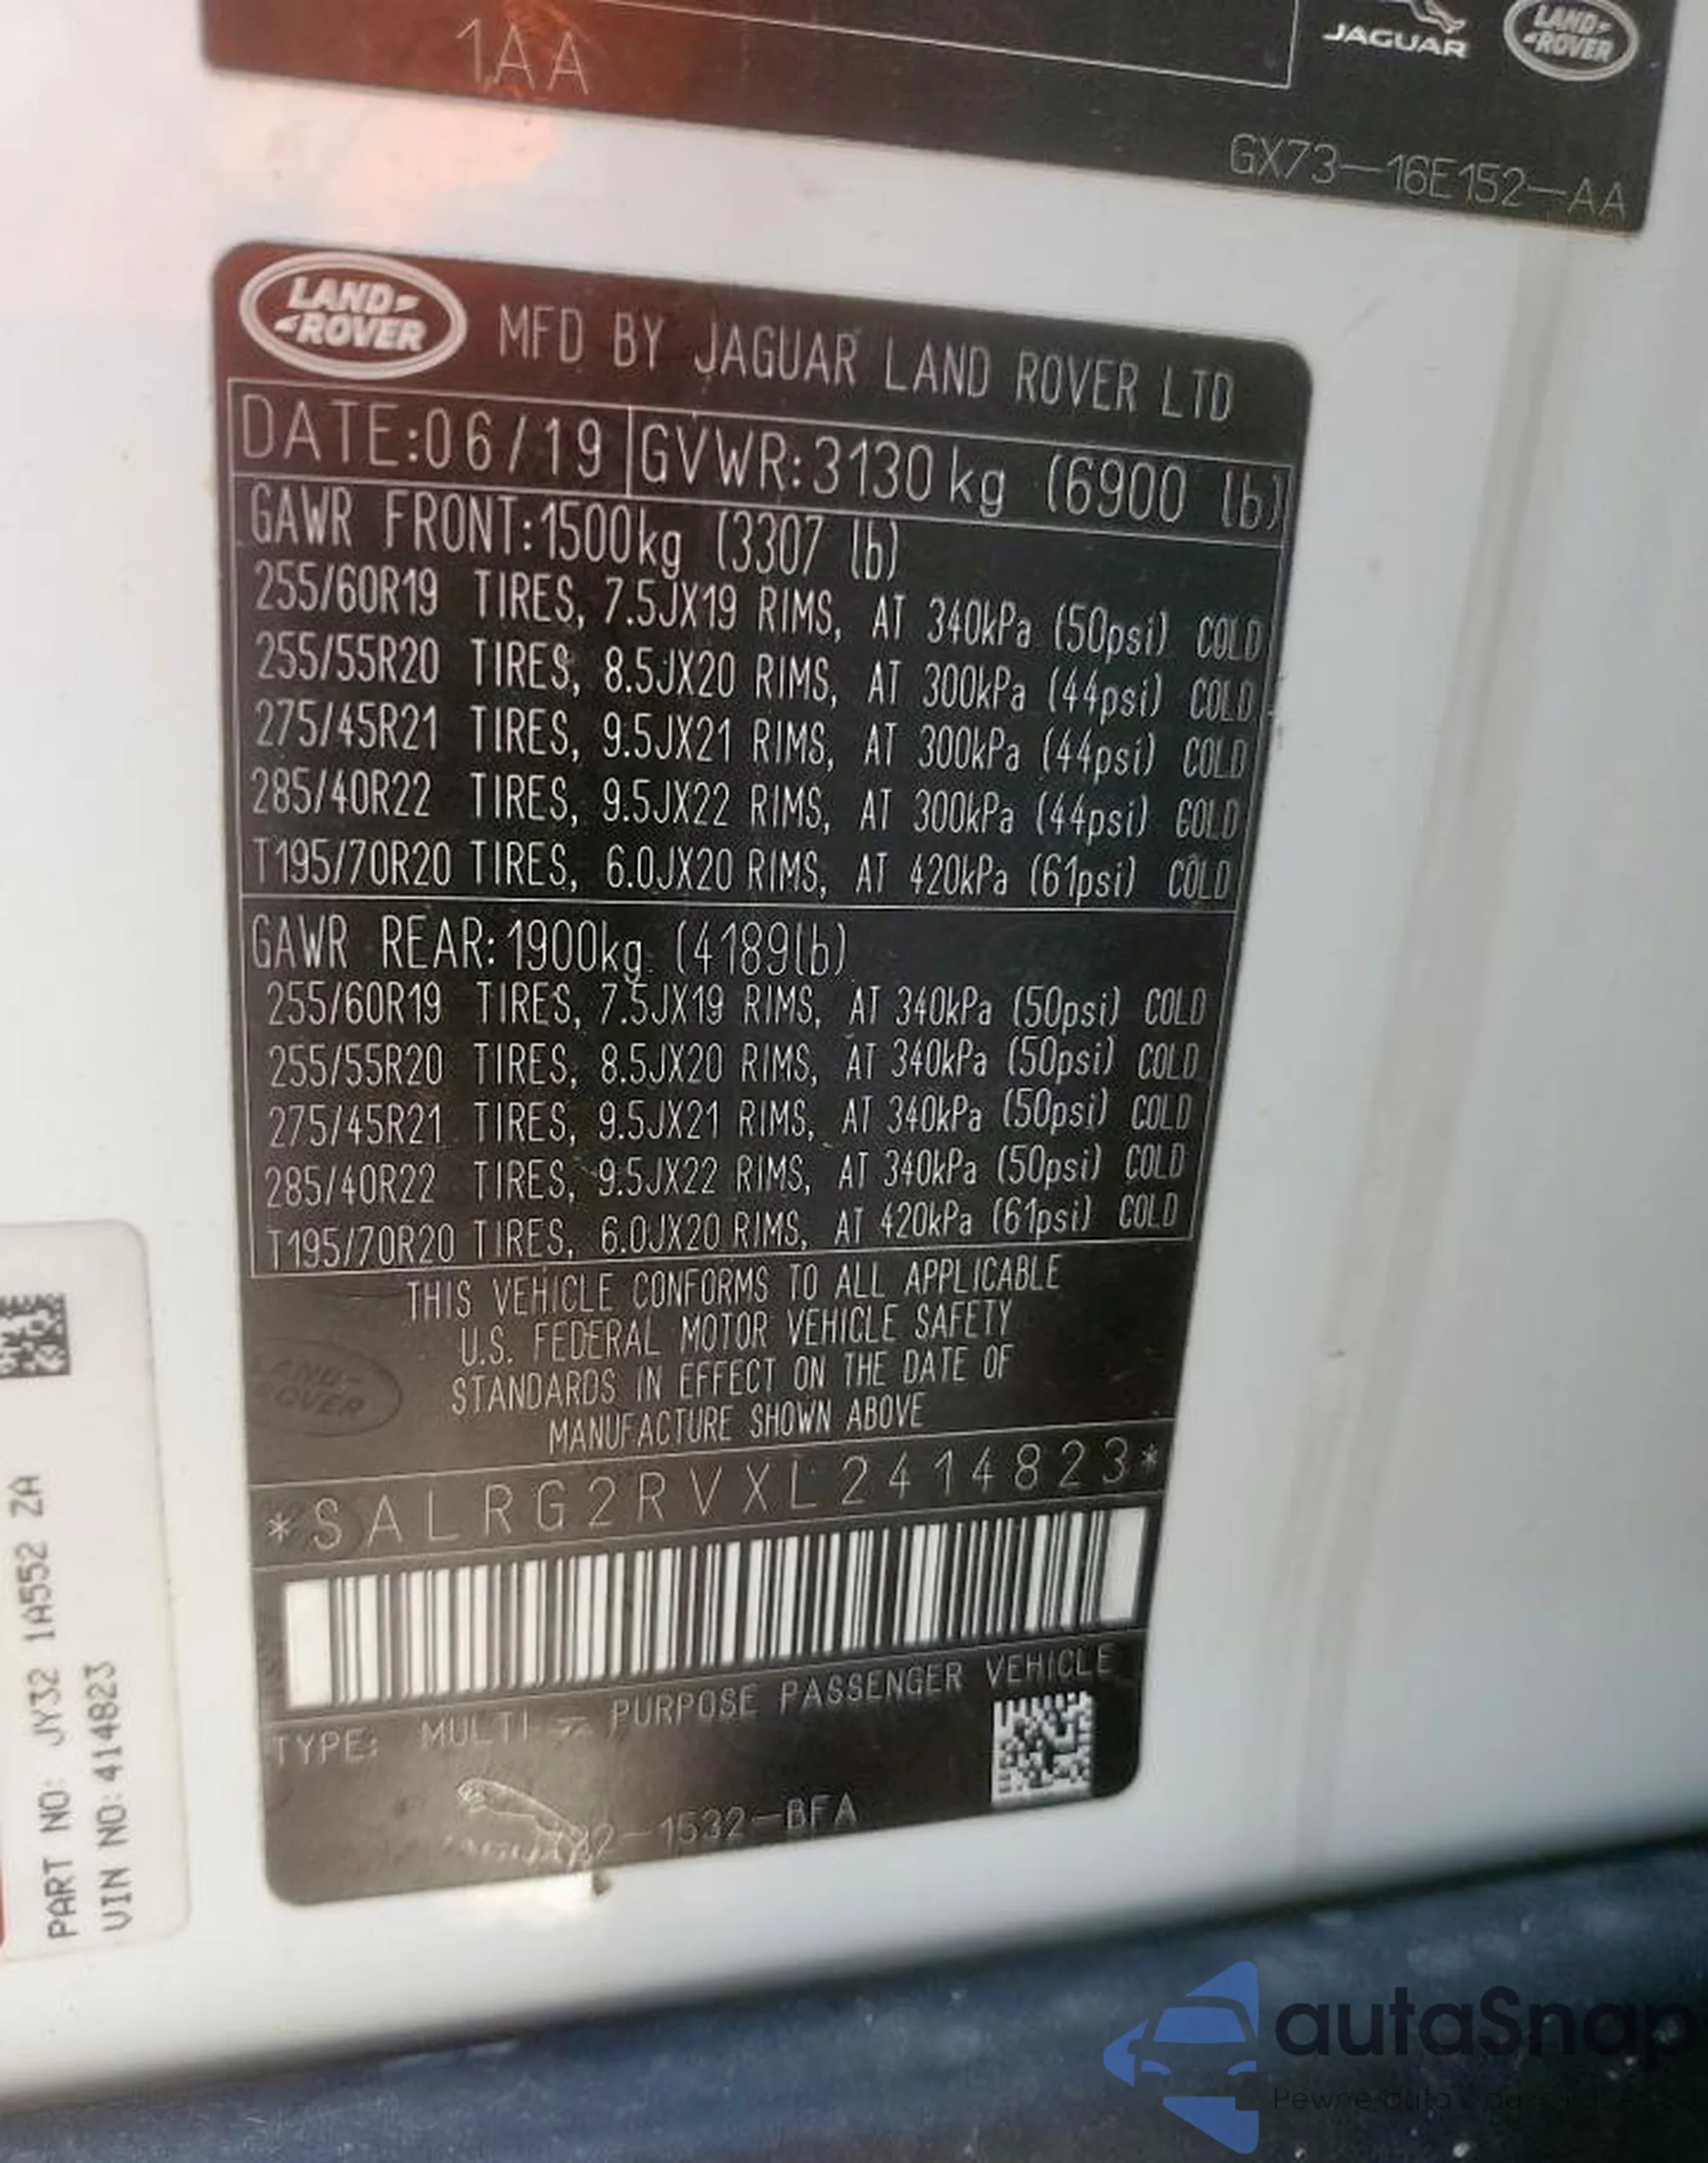 1AA
JAGUAR
LAND-
-ROVER
GX73-16E152-AA
LAND-
-ROVER
MFD BY JAGUAR LAND ROVER LTD
DATE:06/19 GVWR:3130 kg (6900 lb)
GAWR FRONT:1500kg (3307 lb)
255/60R19 TIRES, 7.5JX19 RIMS, AT 340kPa (50psi) COLD
255/55R20 TIRES, 8.5JX20 RIMS, AT 300kPa (44psi) COLD
275/45R21 TIRES, 9.5JX21 RIMS, AT 300kPa (44psi) COLD
285/40R22 TIRES, 9.5JX22 RIMS, AT 300kPa (44psi) COLD
T195/70R20 TIRES, 6.0JX20 RIMS, AT 420kPa (61psi) COLD
GAWR REAR:1900kg (4189lb)
255/60R19 TIRES, 7.5JX19 RIMS, AT 340kPa (50psi) COLD
255/55R20 TIRES, 8.5JX20 RIMS, AT 340kPa (50psi) COLD
275/45R21 TIRES, 9.5JX21 RIMS, AT 340kPa (50psi) COLD
285/40R22 TIRES, 9.5JX22 RIMS, AT 340kPa (50psi) COLD
T195/70R20 TIRES, 6.0JX20 RIMS, AT 420kPa (61psi) COLD
THIS VEHICLE CONFORMS TO ALL APPLICABLE
U.S. FEDERAL MOTOR VEHICLE SAFETY
STANDARDS IN EFFECT ON THE DATE OF
MANUFACTURE SHOWN ABOVE
LAND-
ROVER
*SALRG2RVXL2414823*
TYPE: MULTI - PURPOSE PASSENGER VEHICLE
JAGUAR
-1532-BFA
PART NO: JY32 1A552 ZA
VIN NO:414823
autaSnap
Pewne auta